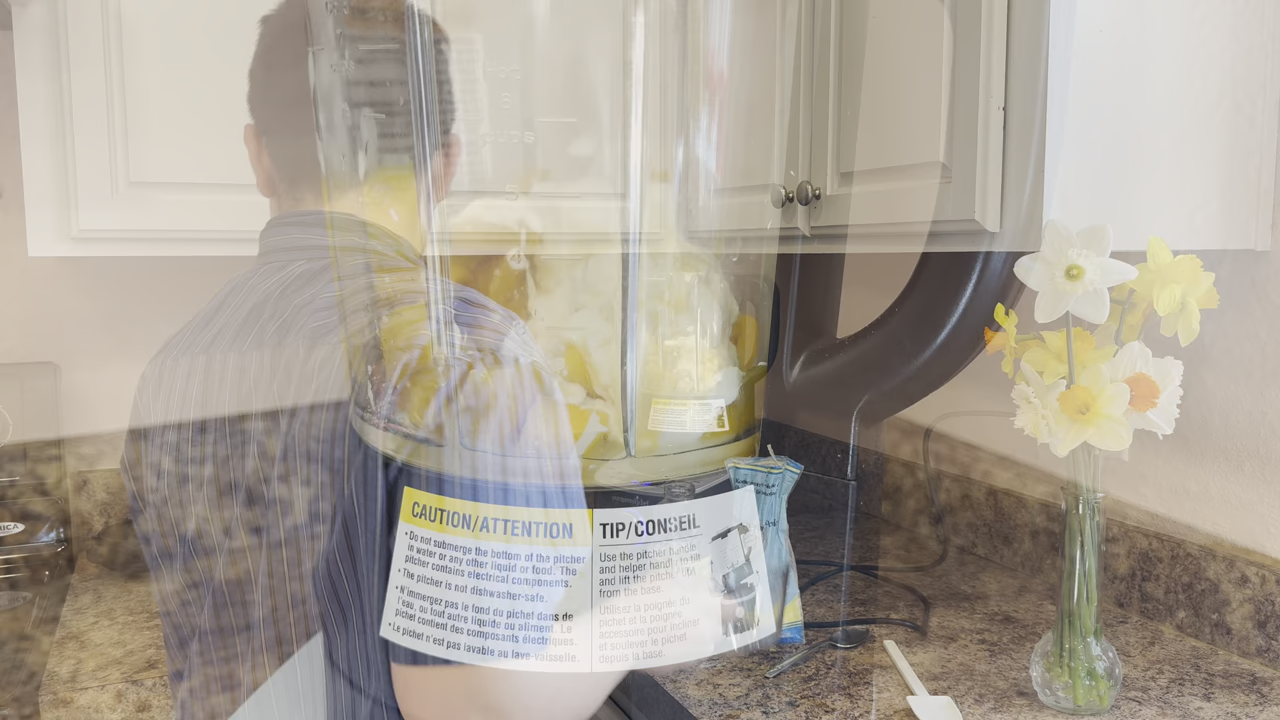 CAUTION/ATTENTION
• Do not submerge the bottom of the pitcher
in water or any other liquid or food. The
pitcher contains electrical components.
• The pitcher is not dishwasher-safe.
• N'immergez pas le fond du pichet dans de
l'eau, ou tout autre liquide ou aliment. Le
pichet contient des composants électriques.
• Le pichet n'est pas lavable au lave-vaisselle.
TIP/CONSEIL
Use the pitcher handle
and helper handle to tilt
and lift the pitcher
from the base.
Utilisez la poignée du
pichet et la poignée
accessoire pour incliner
et soulever le pichet
depuis la base.